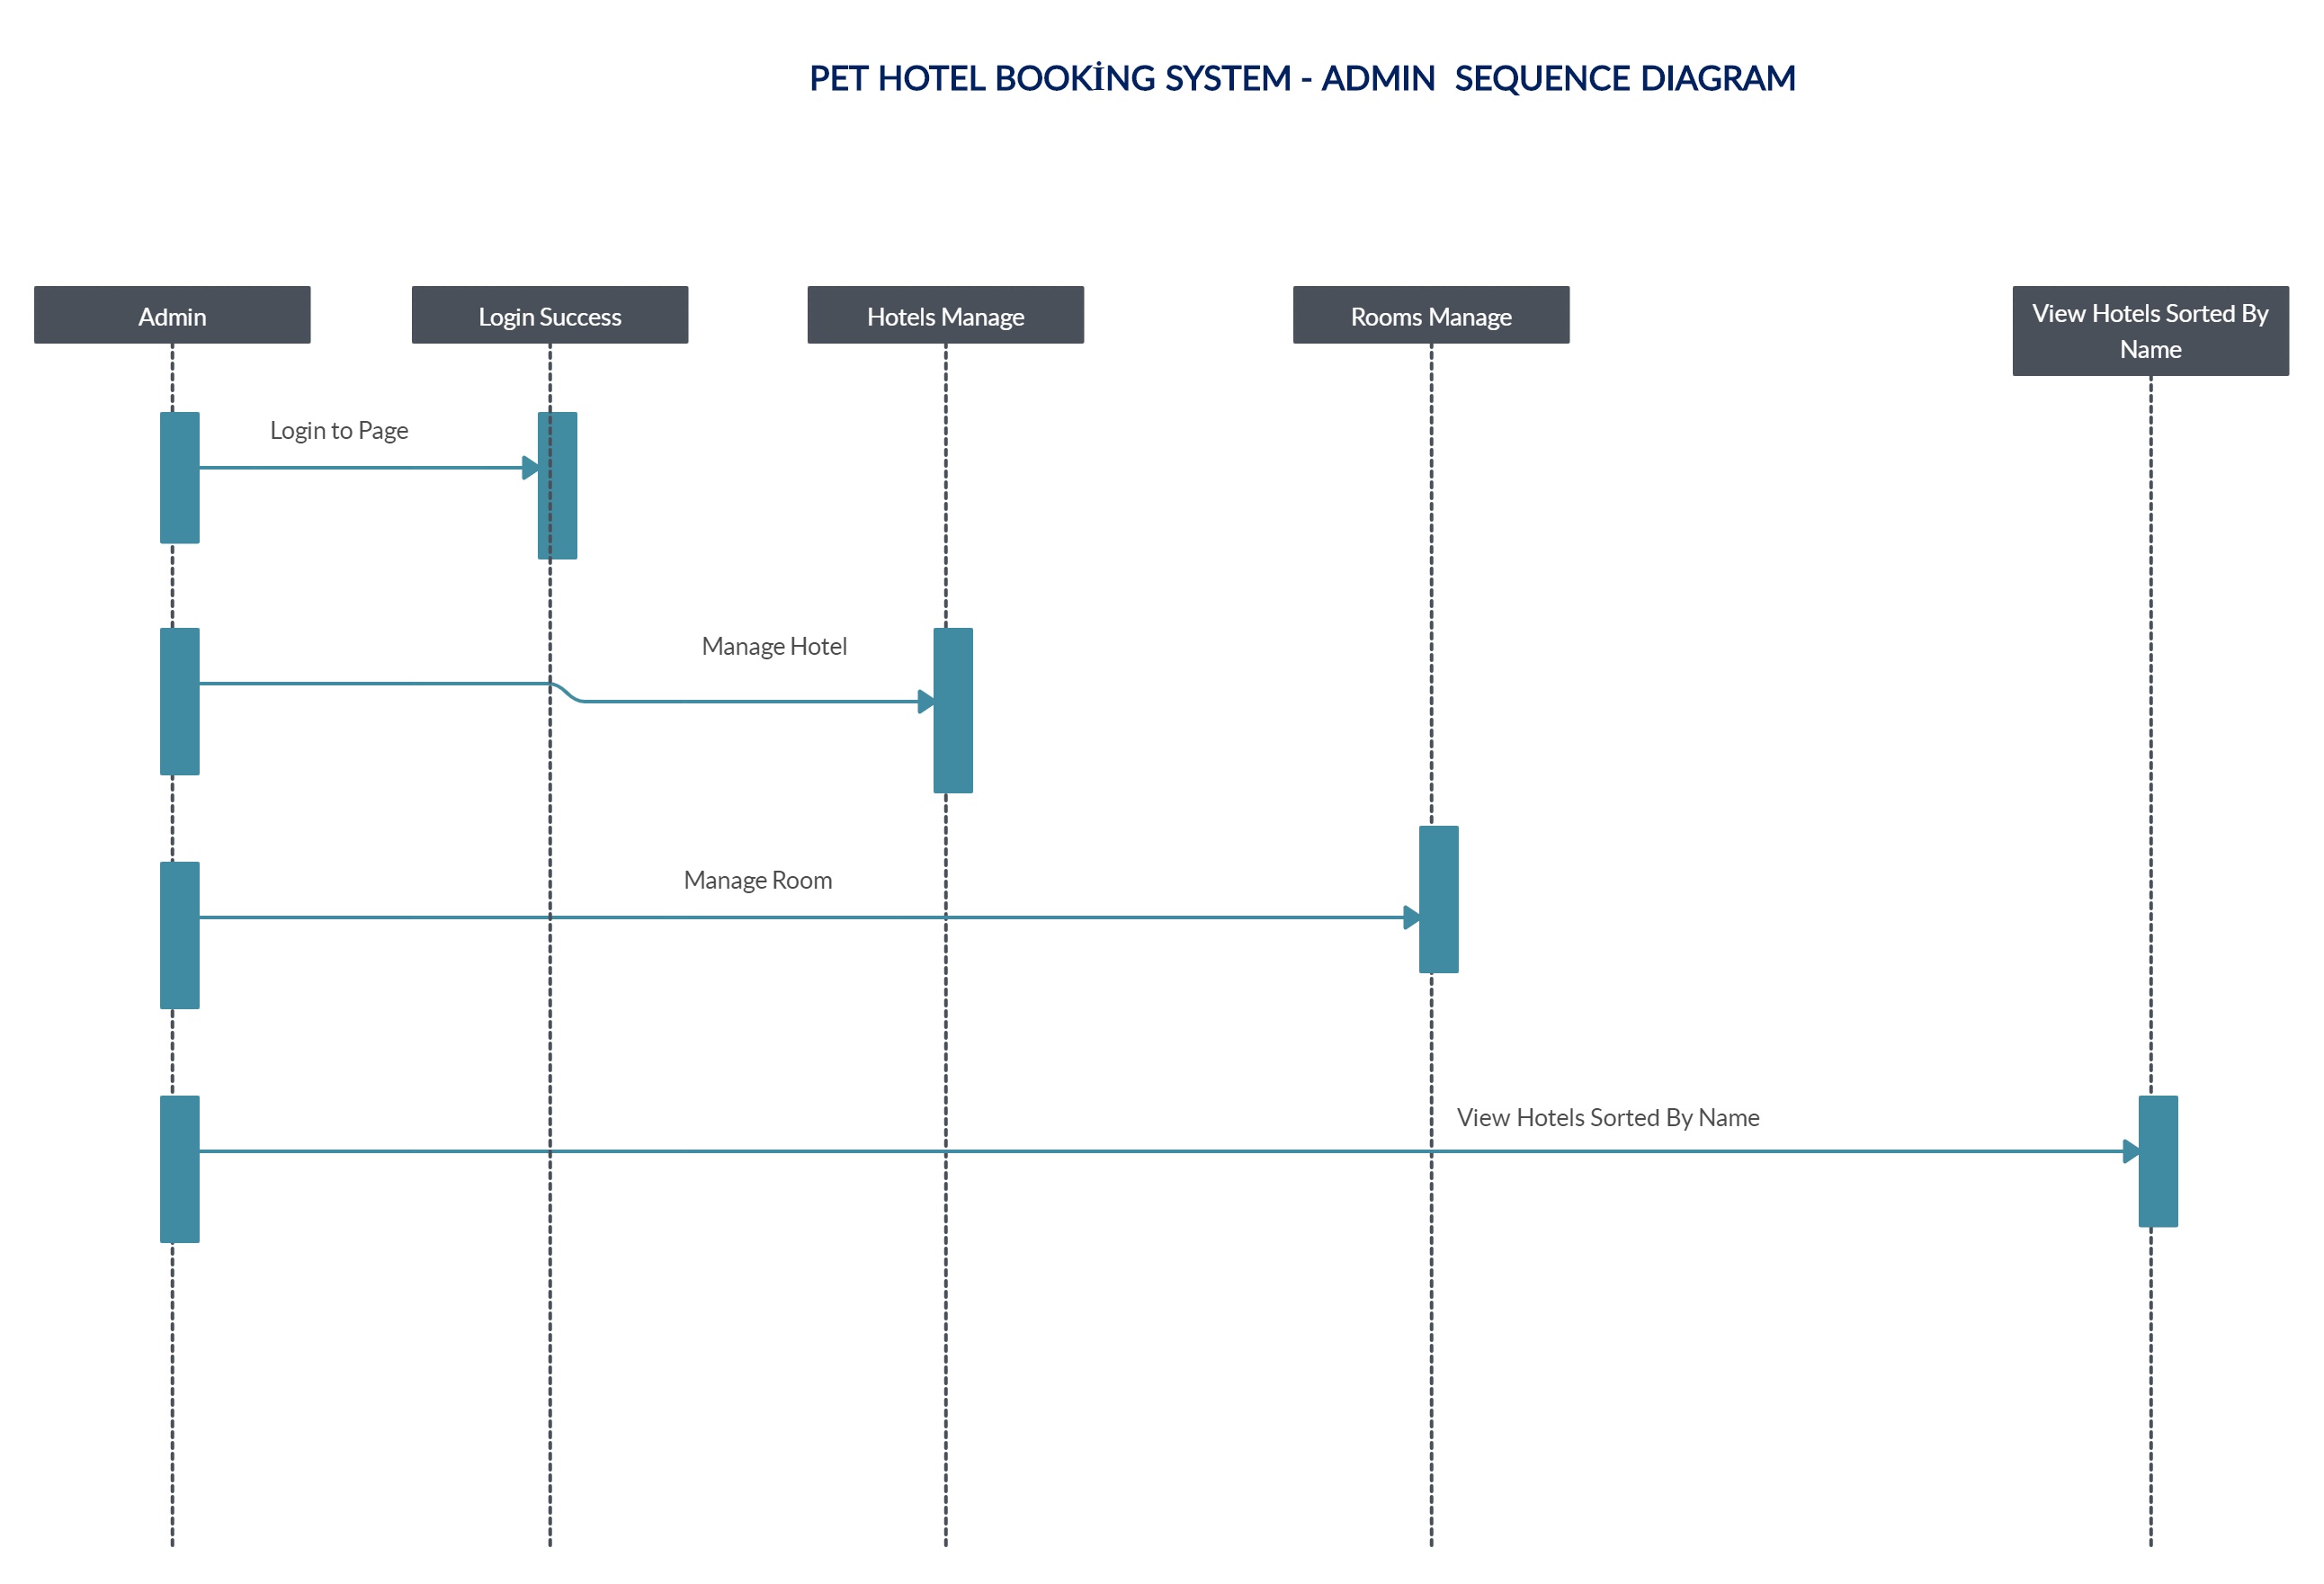 PET HOTEL BOOKİNG SYSTEM - ADMIN  SEQUENCE DIAGRAM
Admin
Login Success
Hotels Manage
Rooms Manage
View Hotels Sorted By
Name
Login to Page
Manage Hotel
Manage Room
View Hotels Sorted By Name